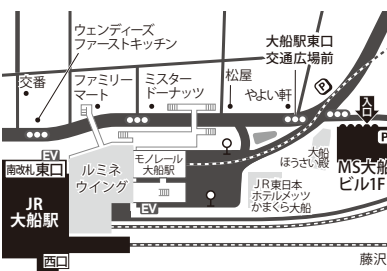 ウェンディーズ
ファーストキッチン
大船駅東口
交通広場前
交番
ファミリー
マート
ミスター
ドーナッツ
松屋
やよい軒
P
入口
P
EV
南改札
東口
ルミネ
ウイング
モノレール
大船駅
大船
ほうさい殿
MS大船
ビル1F
JR
大船駅
EV
JR東日本
ホテルメッツ
かまくら大船
西口
藤沢